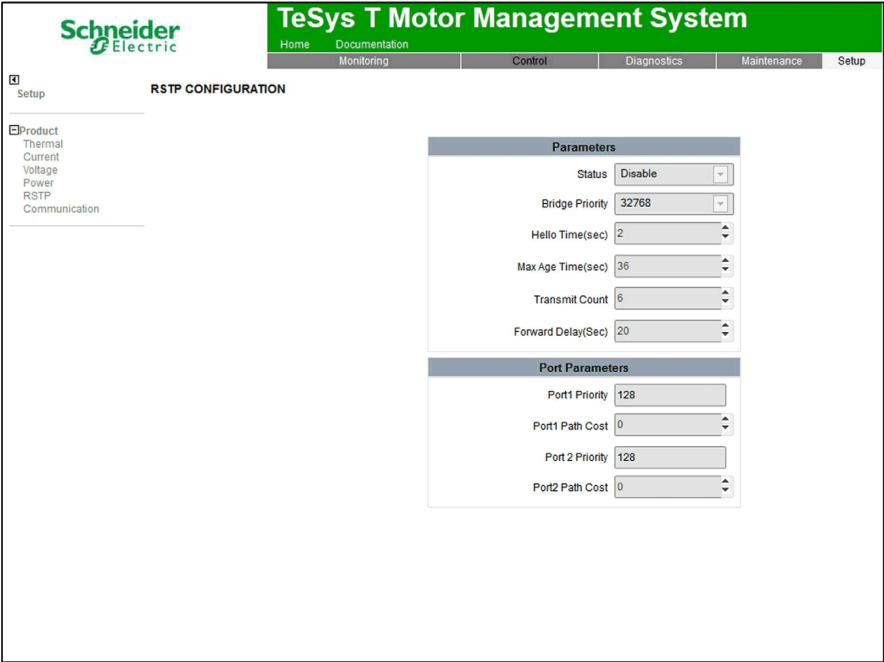 Schneider
Electric
TeSys T Motor Management System
Home Documentation
Monitoring Control Diagnostics Maintenance Setup
Setup
RSTP CONFIGURATION
Product
Thermal
Current
Voltage
Power
RSTP
Communication
Parameters
Status Disable
Bridge Priority 32768
Hello Time(sec) 2
Max Age Time(sec) 36
Transmit Count 6
Forward Delay(Sec) 20
Port Parameters
Port1 Priority 128
Port1 Path Cost 0
Port 2 Priority 128
Port2 Path Cost 0